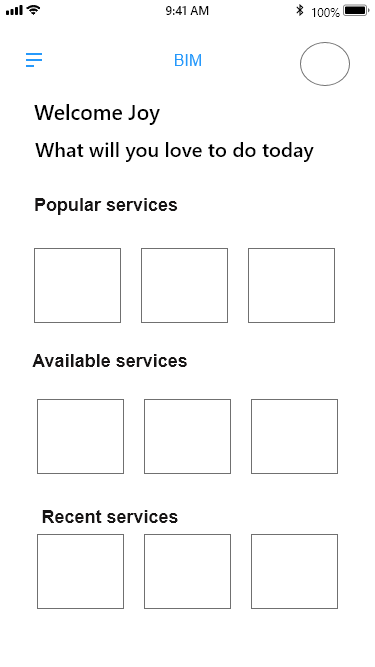 9:41 AM
100%
BIM
Welcome Joy
What will you love to do today
Popular services
Available services
Recent services